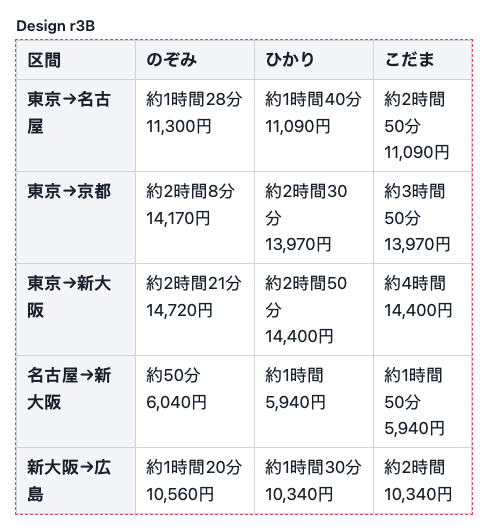 Design r3B
区間 のぞみ ひかり こだま
東京→名古
屋
約1時間28分
11,300円
約1時間40分
11,090円
約2時間
50分
11,090円
東京→京都
約2時間8分
14,170円
約2時間30
分
13,970円
約3時間
50分
13,970円
東京→新大
阪
約2時間21分
14,720円
約2時間50
分
14,400円
約4時間
14,400円
名古屋→新
大阪
約50分
6,040円
約1時間
5,940円
約1時間
50分
5,940円
新大阪→広
島
約1時間20分
10,560円
約1時間30分
10,340円
約2時間
10,340円